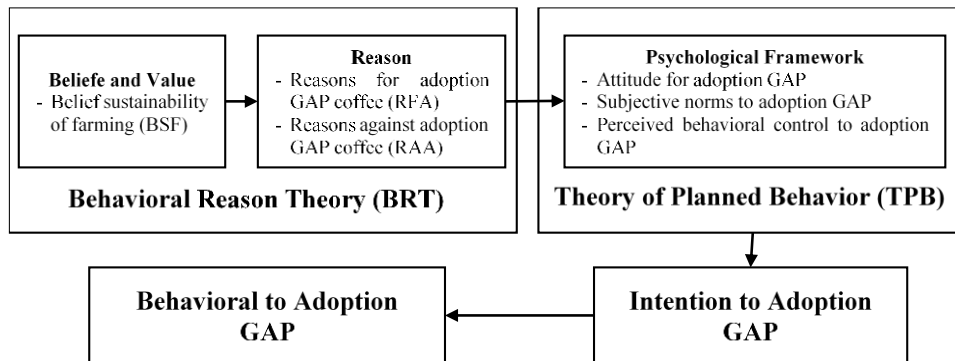 Beliefe and Value
- Belief sustainability
of farming (BSF)
Reason
- Reasons for adoption
GAP coffee (RFA)
- Reasons against adoption
GAP coffee (RAA)
Behavioral Reason Theory (BRT)
Psychological Framework
- Attitude for adoption GAP
- Subjective norms to adoption GAP
- Perceived behavioral control to adoption
GAP
Theory of Planned Behavior (TPB)
Behavioral to Adoption
GAP
Intention to Adoption
GAP